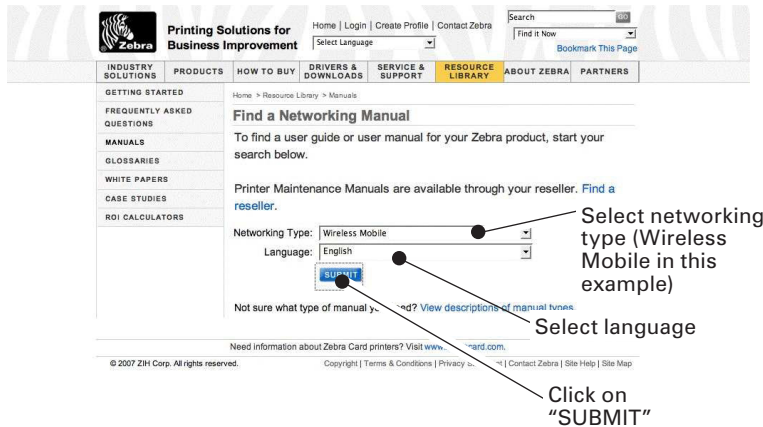 Zebra
Printing Solutions for
Business Improvement
Home | Login | Create Profile | Contact Zebra
Select Language
Search
GO
Find it Now
Bookmark This Page
INDUSTRY SOLUTIONS
PRODUCTS
HOW TO BUY
DRIVERS & DOWNLOADS
SERVICE & SUPPORT
RESOURCE LIBRARY
ABOUT ZEBRA
PARTNERS
GETTING STARTED
FREQUENTLY ASKED
QUESTIONS
MANUALS
GLOSSARIES
WHITE PAPERS
CASE STUDIES
ROI CALCULATORS
Home > Resource Library > Manuals
Find a Networking Manual
To find a user guide or user manual for your Zebra product, start your
search below.
Printer Maintenance Manuals are available through your reseller. Find a
reseller.
Networking Type: Wireless Mobile
Language: English
SUBMIT
Not sure what type of manual need? View descriptions of manual types.
Select networking
type (Wireless
Mobile in this
example)
Select language
Click on
“SUBMIT”
Need information about Zebra Card printers? Visit
© 2007 ZIH Corp. All rights reserved.
Copyright | Terms & Conditions | Privacy | Contact Zebra | Site Help | Site Map